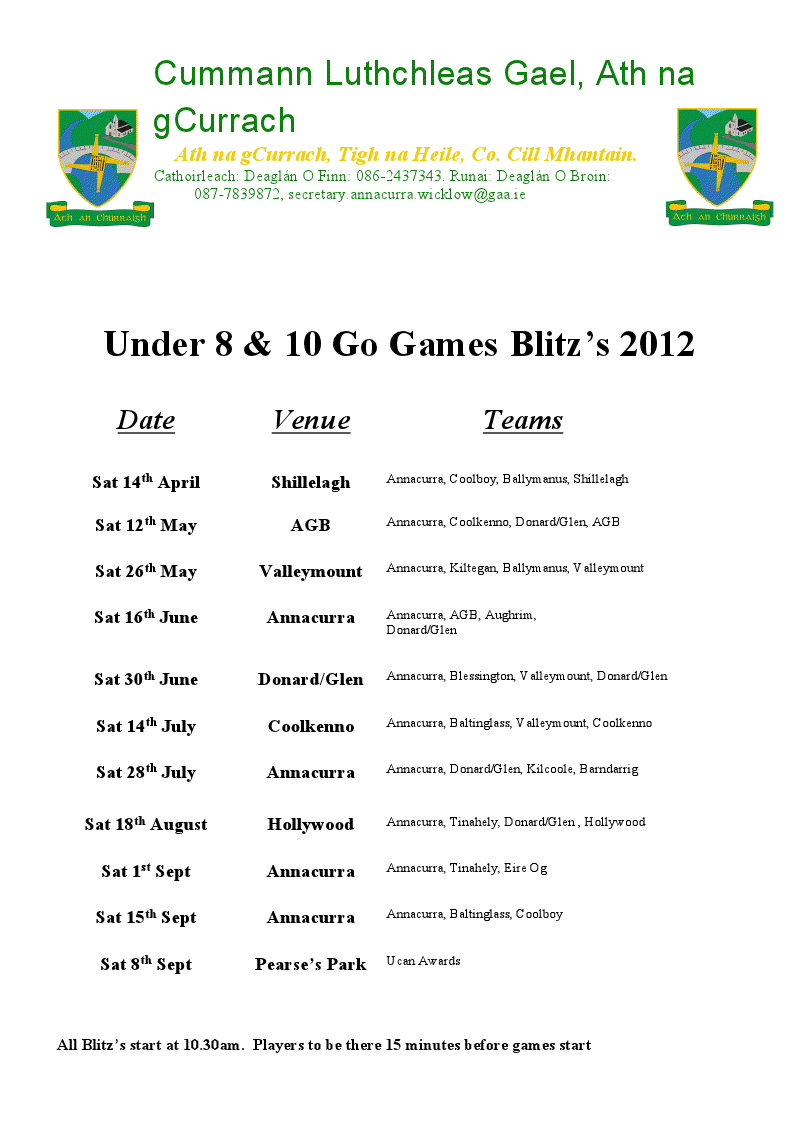 Cummann Luthchleas Gael, Ath na
gCurrach
Ath na gCurrach, Tigh na Heile, Co. Cill Mhantain.
Cathoirleach: Deaglán O Finn: 086-2437343. Runai: Deaglán O Broin:
087-7839872, secretary.annacurra.wicklow@gaa.ie
Ath an Churraigh
Ath an Churraigh
Under 8 & 10 Go Games Blitz’s 2012
Date Venue Teams
Sat 14th April Shillelagh Annacurra, Coolboy, Ballymanus, Shillelagh
Sat 12th May AGB Annacurra, Coolkenno, Donard/Glen, AGB
Sat 26th May Valleymount Annacurra, Kiltegan, Ballymanus, Valleymount
Sat 16th June Annacurra Annacurra, AGB, Aughrim,
Donard/Glen
Sat 30th June Donard/Glen Annacurra, Blessington, Valleymount, Donard/Glen
Sat 14th July Coolkenno Annacurra, Baltinglass, Valleymount, Coolkenno
Sat 28th July Annacurra Annacurra, Donard/Glen, Kilcoole, Barndarrig
Sat 18th August Hollywood Annacurra, Tinahely, Donard/Glen , Hollywood
Sat 1st Sept Annacurra Annacurra, Tinahely, Eire Og
Sat 15th Sept Annacurra Annacurra, Baltinglass, Coolboy
Sat 8th Sept Pearse’s Park Ucan Awards
All Blitz’s start at 10.30am. Players to be there 15 minutes before games start